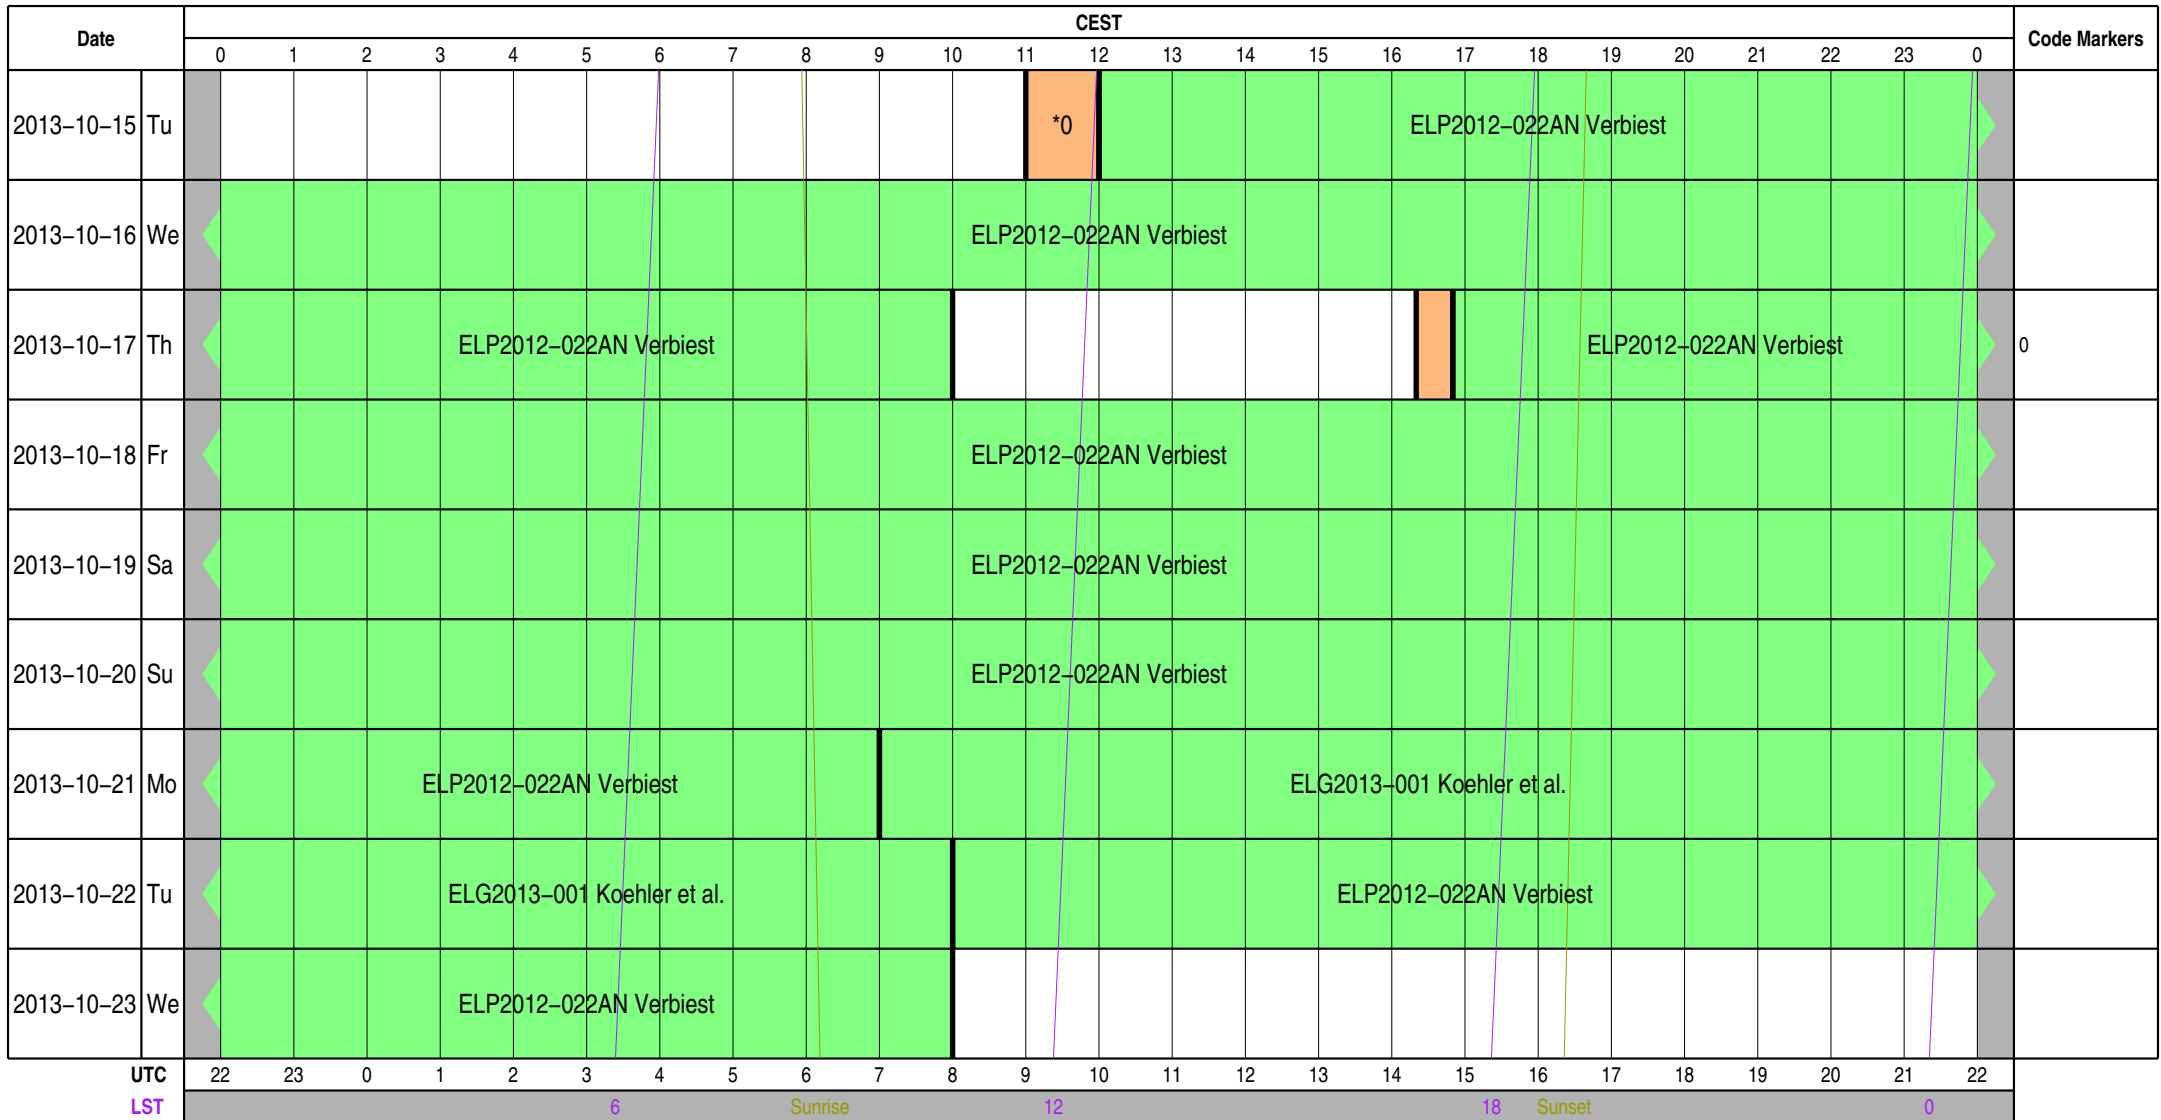 Date CEST Code Markers
0 1 2 3 4 5 6 7 8 9 10 11 12 13 14 15 16 17 18 19 20 21 22 23 0
2013-10-15 Tu *0 ELP2012-022AN Verbiest
2013-10-16 We ELP2012-022AN Verbiest
2013-10-17 Th ELP2012-022AN Verbiest ELP2012-022AN Verbiest 0
2013-10-18 Fr ELP2012-022AN Verbiest
2013-10-19 Sa ELP2012-022AN Verbiest
2013-10-20 Su ELP2012-022AN Verbiest
2013-10-21 Mo ELP2012-022AN Verbiest ELG2013-001 Koehler et al.
2013-10-22 Tu ELG2013-001 Koehler et al. ELP2012-022AN Verbiest
2013-10-23 We ELP2012-022AN Verbiest
UTC 22 23 0 1 2 3 4 5 6 7 8 9 10 11 12 13 14 15 16 17 18 19 20 21 22
LST 6 Sunrise 12 18 Sunset 0